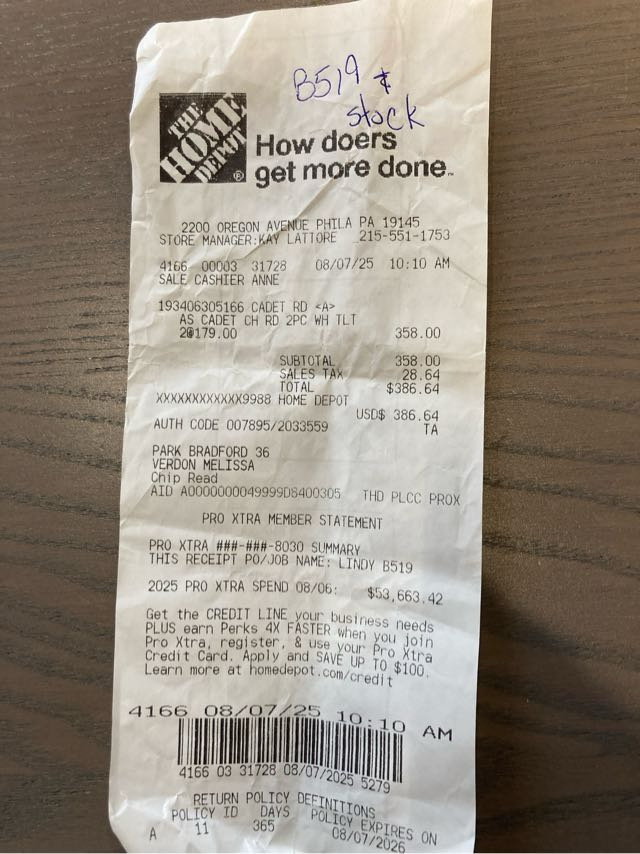 B519 &
stock
THE
HOME
DEPOT
®
How doers
get more done™
2200 OREGON AVENUE PHILA PA 19145
STORE MANAGER:KAY LATTORE 215-551-1753
4166 00003 31728 08/07/25 10:10 AM
SALE CASHIER ANNE
193406305166 CADET RD <A>
AS CADET CH RD 2PC WH TLT
2@179.00 358.00
SUBTOTAL 358.00
SALES TAX 28.64
TOTAL $386.64
XXXXXXXXXXXX9988 HOME DEPOT
USD$ 386.64
AUTH CODE 007895/2033559 TA
PARK BRADFORD 36
VERDON MELISSA
Chip Read
AID A0000000049999D8400305 THD PLCC PROX
PRO XTRA MEMBER STATEMENT
PRO XTRA ###-###-8030 SUMMARY
THIS RECEIPT PO/JOB NAME: LINDY B519
2025 PRO XTRA SPEND 08/06: $53,663.42
Get the CREDIT LINE your business needs
PLUS earn Perks 4X FASTER when you join
Pro Xtra, register, & use your Pro Xtra
Credit Card. Apply and SAVE UP TO $100.
Learn more at homedepot.com/credit
4166 08/07/25 10:10 AM
4166 03 31728 08/07/2025 5279
RETURN POLICY DEFINITIONS
POLICY ID DAYS POLICY EXPIRES ON
A 11 365 08/07/2026